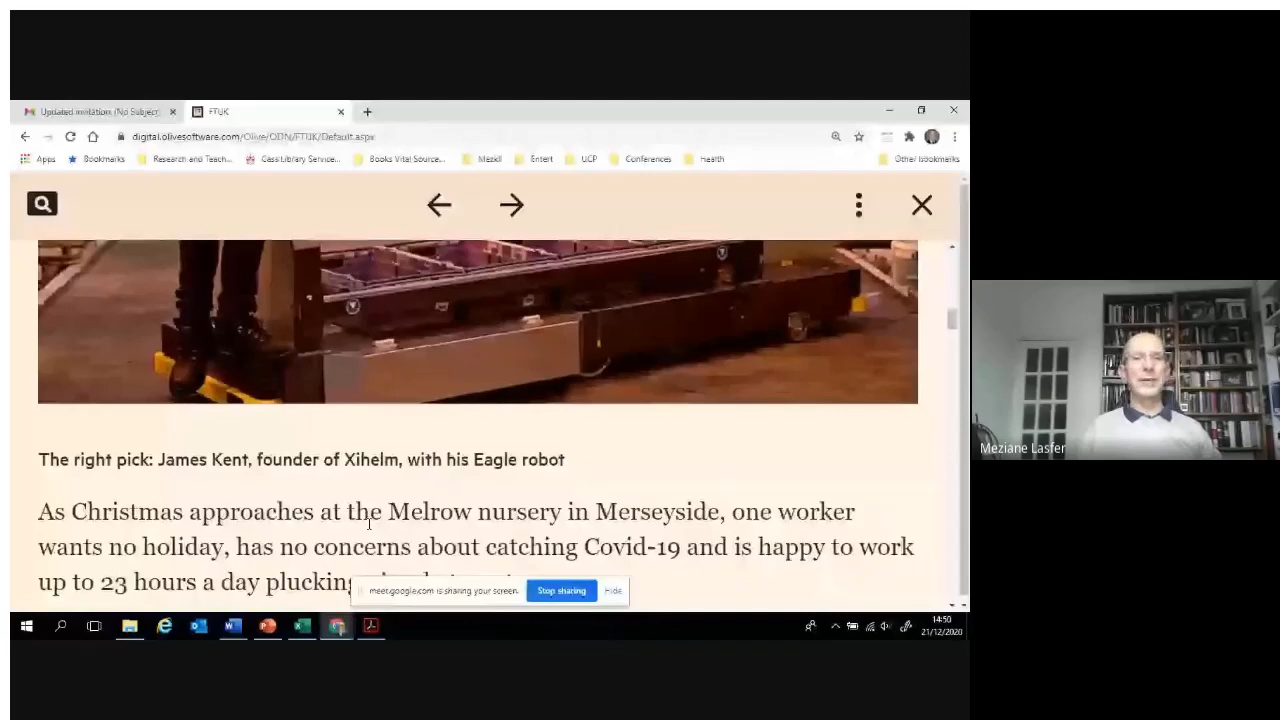 Updated invitation: (No Subject
FTUK
digital.olivesoftware.com/Olive/ODN/FTUK/Default.aspx
Apps
Bookmarks
Research and Teach...
Cass Library Service...
Books Vital Source...
Entert
UCP
Conferences
Health
Other bookmarks
The right pick: James Kent, founder of Xihelm, with his Eagle robot
As Christmas approaches at the Melrow nursery in Merseyside, one worker
wants no holiday, has no concerns about catching Covid-19 and is happy to work
up to 23 hours a day plucking
meet.google.com is sharing your screen.
Stop sharing
Hide
14:50
21/12/2020
Meziane Lasfer